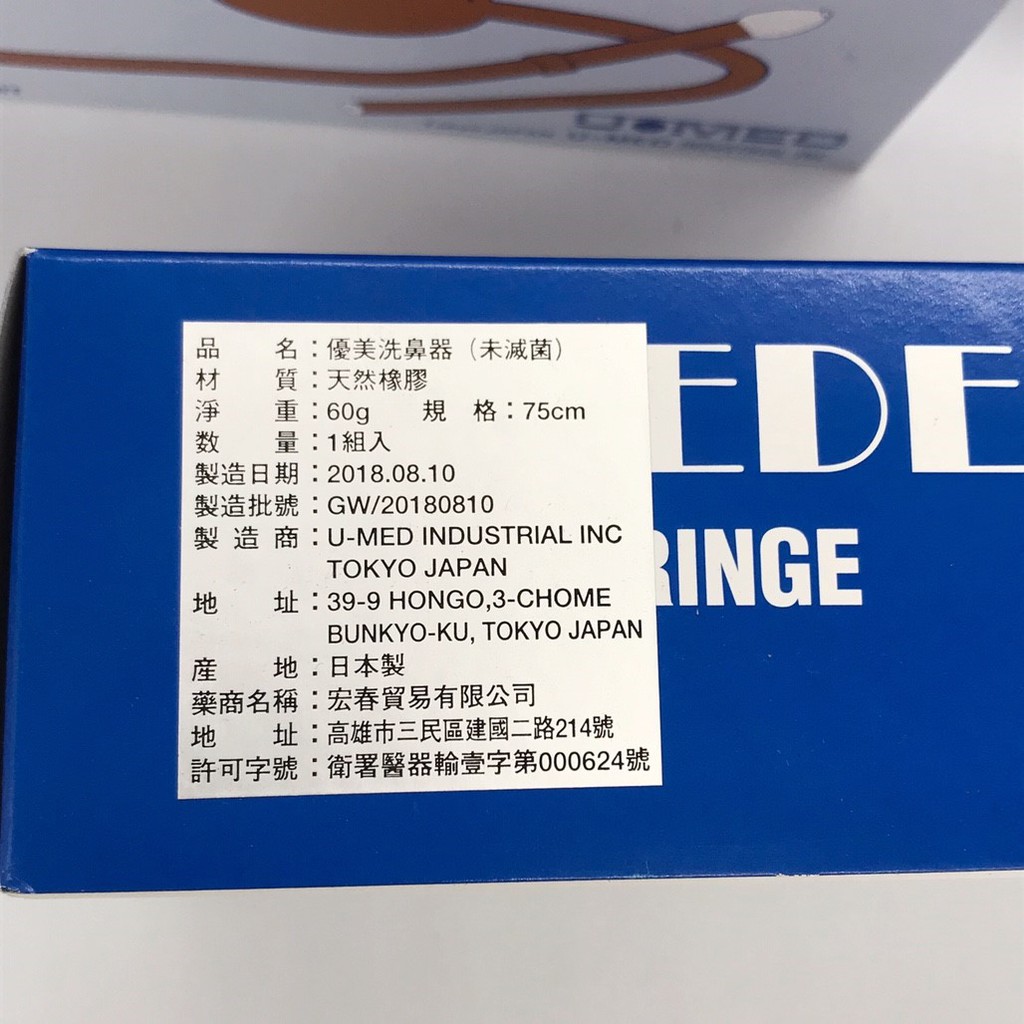 U-MED
品名：優美洗鼻器（未滅菌）
材質：天然橡膠
淨重：60g 規格：75cm
数量：1組入
製造日期：2018.08.10
製造批號：GW/20180810
製造商：U-MED INDUSTRIAL INC
TOKYO JAPAN
地址：39-9 HONGO,3-CHOME
BUNKYO-KU, TOKYO JAPAN
産地：日本製
藥商名稱：宏春貿易有限公司
地址：高雄市三民區建國二路214號
許可字號：衛署醫器輸壹字第000624號
EDE
RINGE